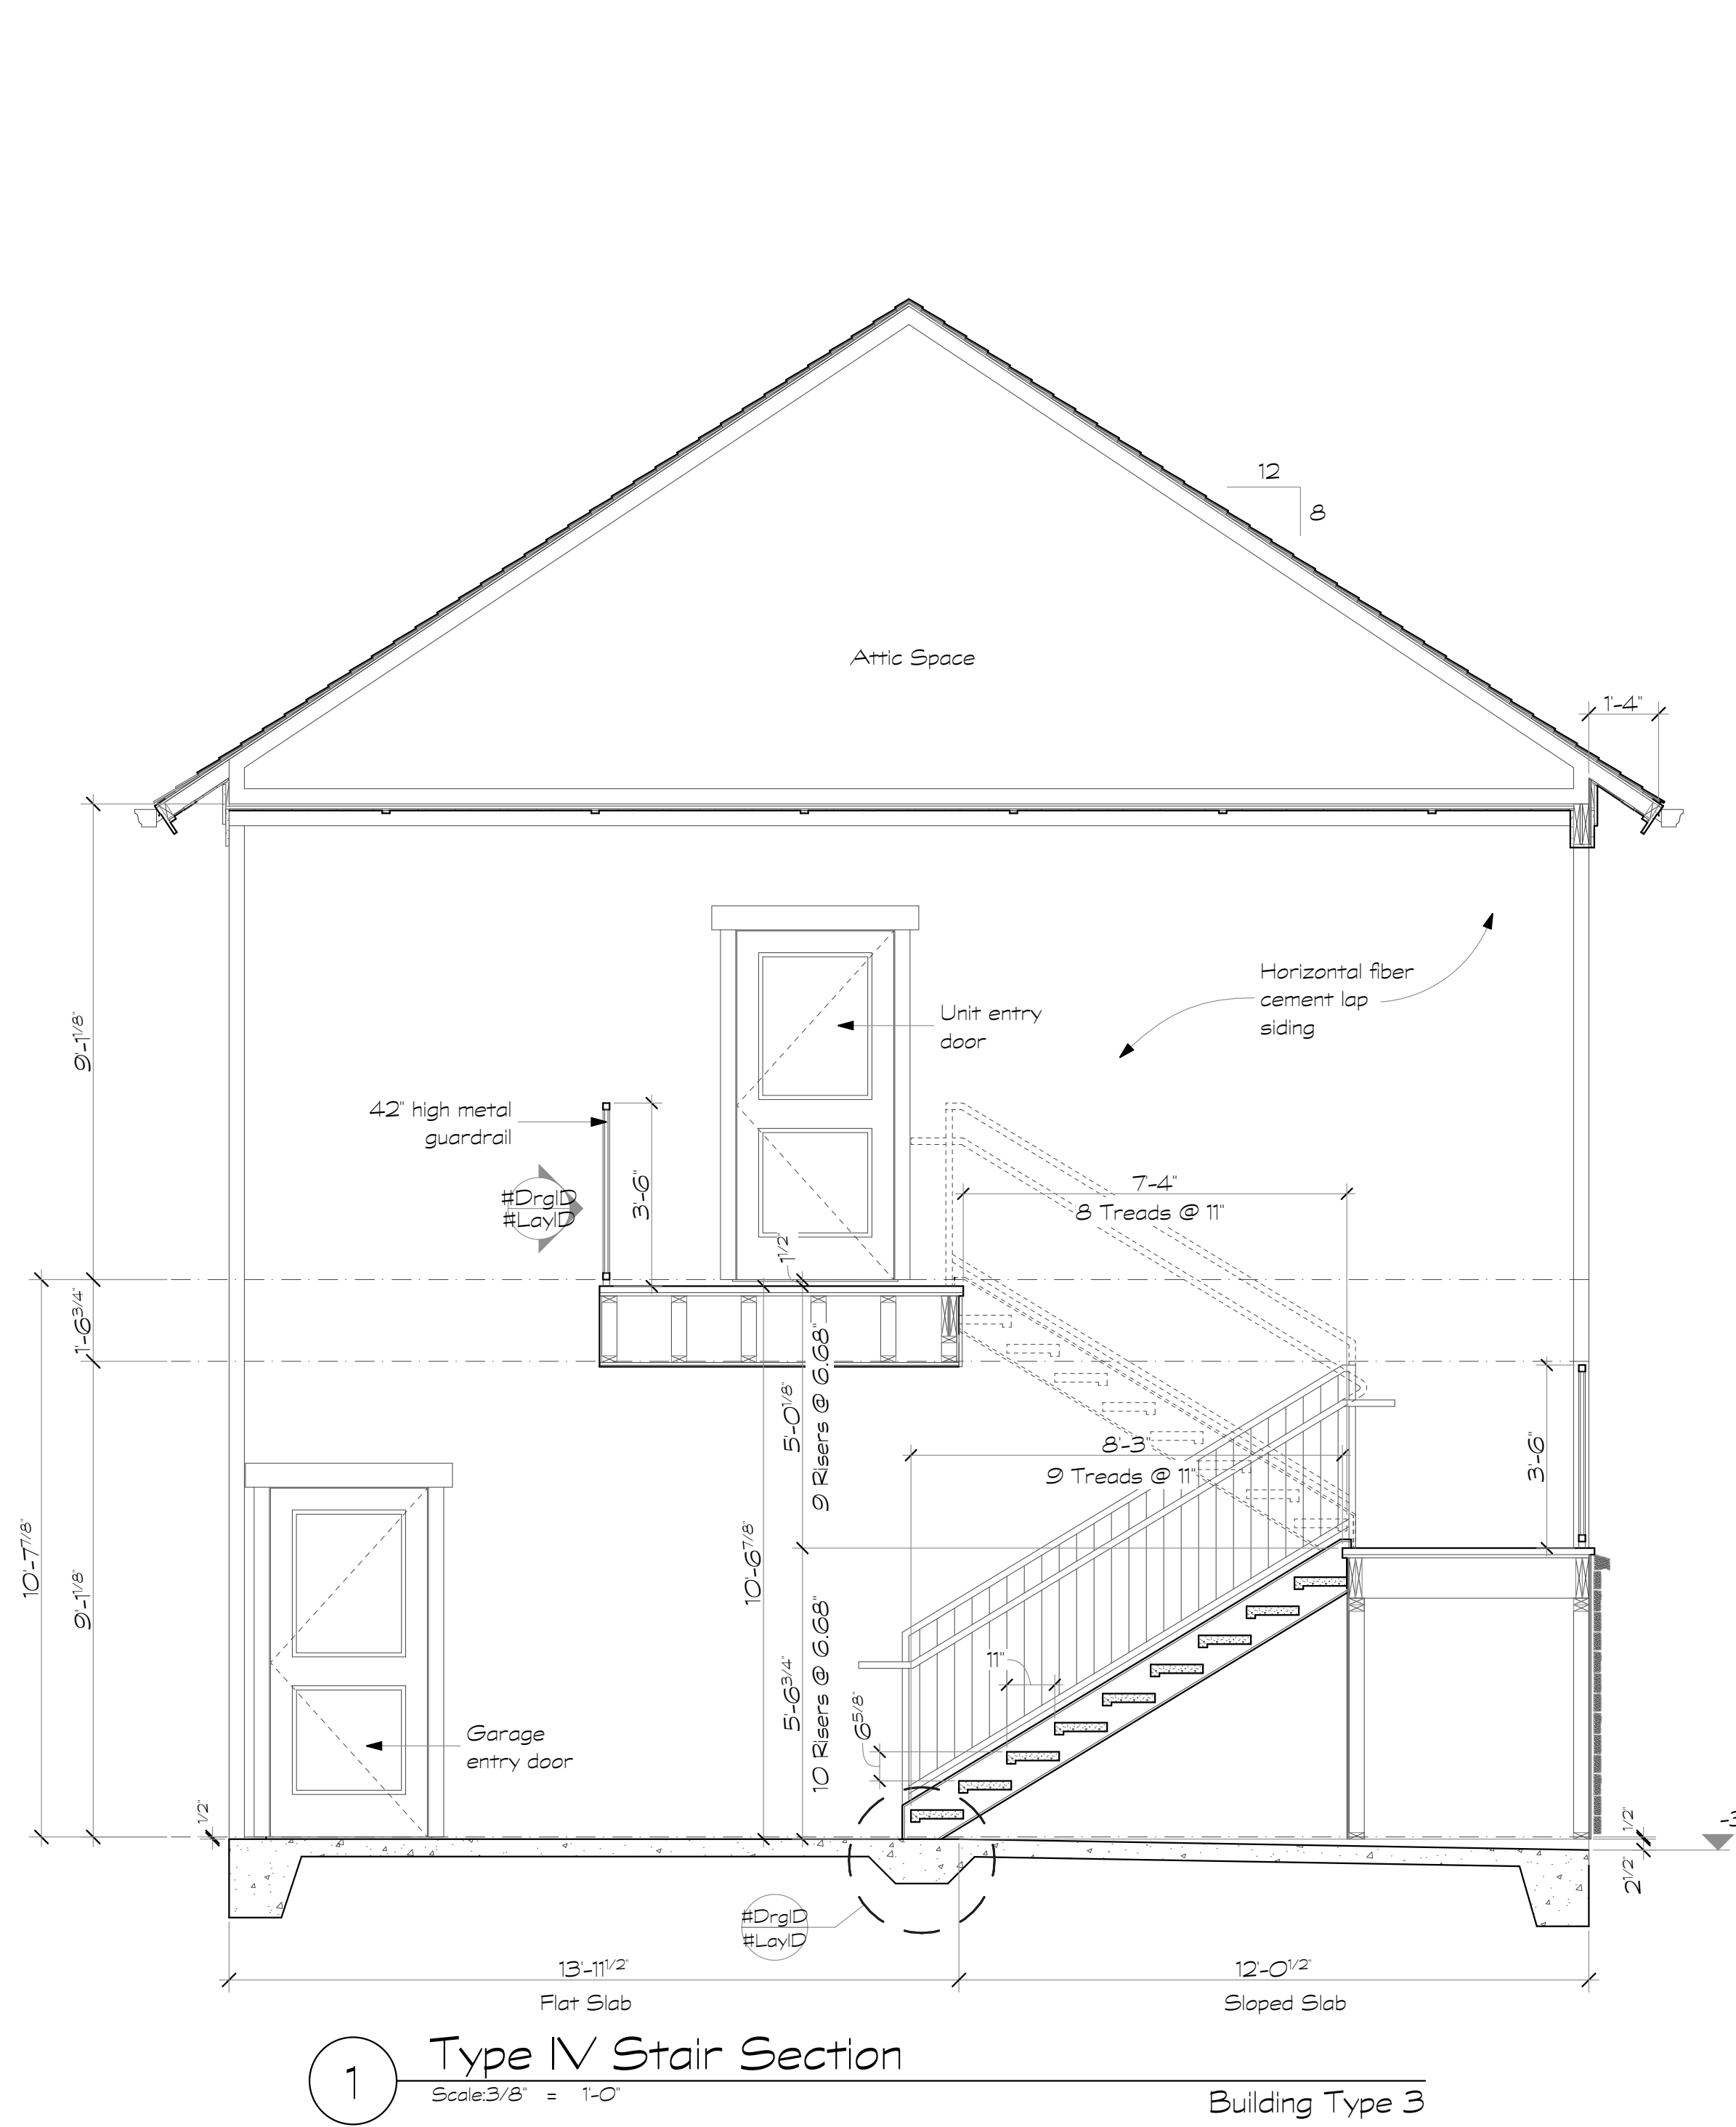 12
8
Attic Space
1'-4"
9'-1 1/8"
Horizontal fiber
cement lap
siding
Unit entry
door
42" high metal
guardrail
#DrgID
#LayID
3'-6"
7'-4"
8 Treads @ 11"
1 1/2"
1'-6 3/4"
5'-0 1/8"
9 Risers @ 6.68"
8'-3"
9 Treads @ 11"
3'-6"
10'-7 7/8"
9'-1 1/8"
10'-6 7/8"
5'-6 3/4"
10 Risers @ 6.68"
11"
6 5/8"
Garage
entry door
1/2"
1/2"
2 1/2"
#DrgID
#LayID
13'-11 1/2"
Flat Slab
12'-0 1/2"
Sloped Slab
1
Type IV Stair Section
Scale:3/8" = 1'-0"
Building Type 3